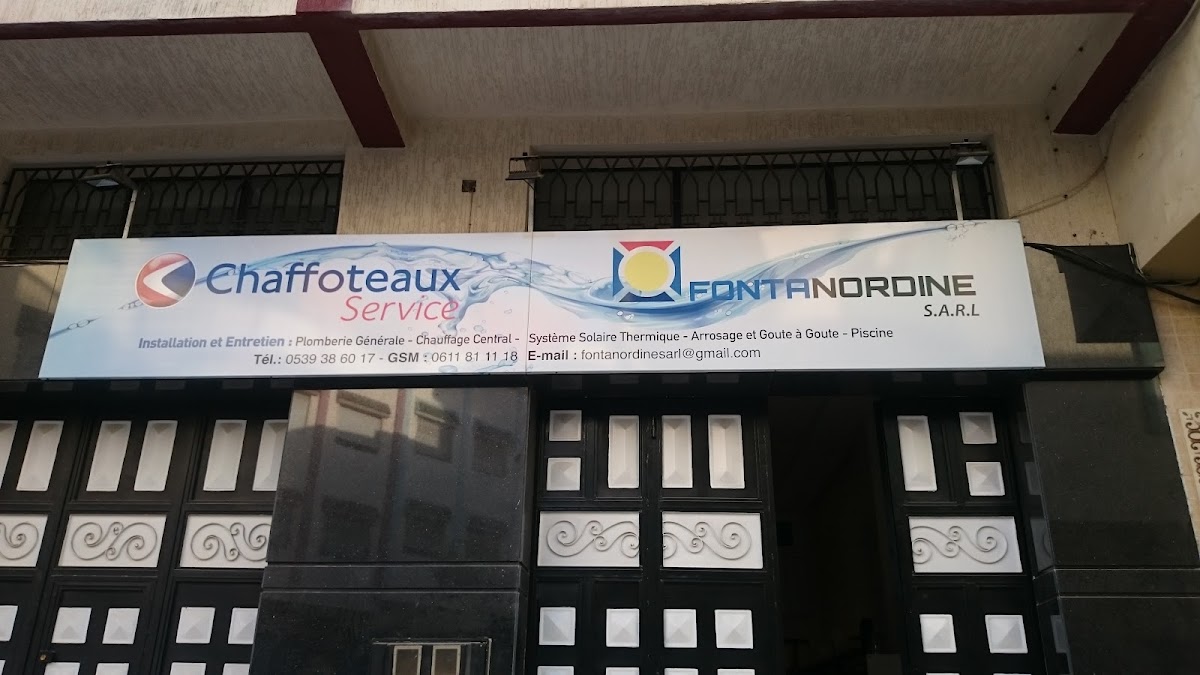 Chaffoteaux
Service
FONTANORDINE
S.A.R.L
Installation et Entretien : Plomberie Générale - Chauffage Central - Système Solaire Thermique - Arrosage et Goute à Goute - Piscine
Tél.: 0539 38 60 17 - GSM : 0611 81 11 18 E-mail : fontanordinesarl@gmail.com